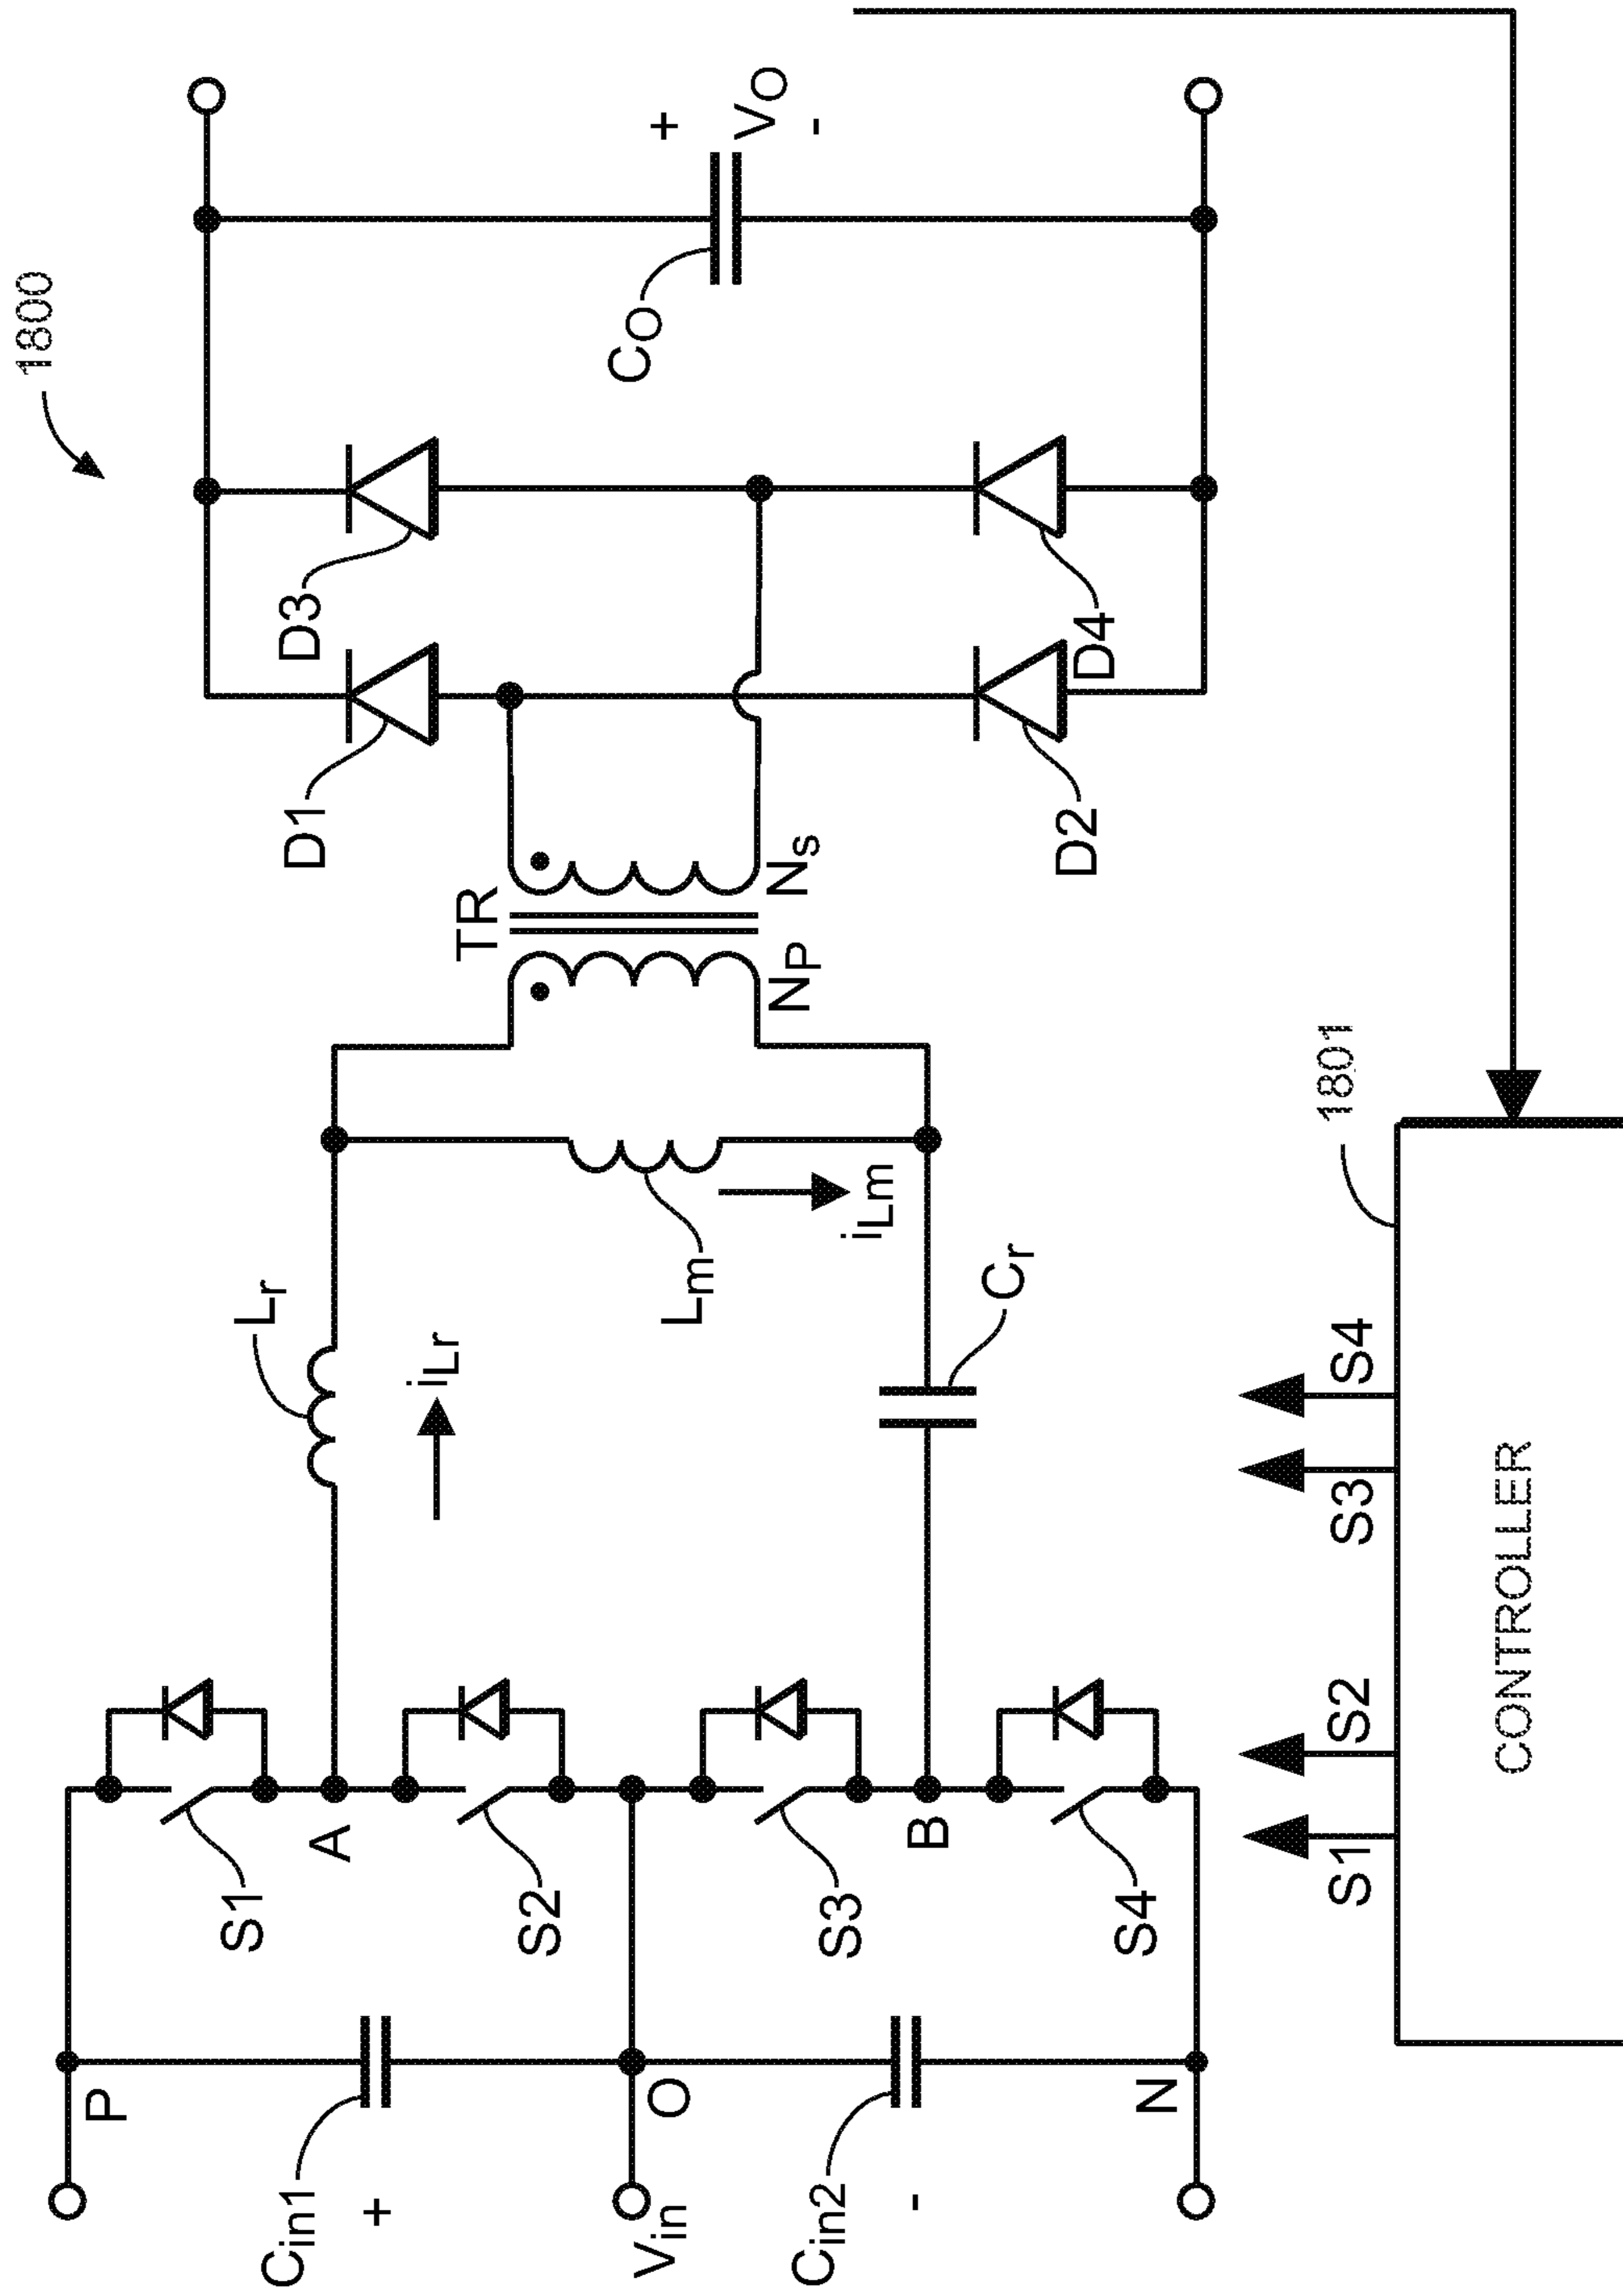 1800
P
O
N
Cin1
+
Vin
Cin2
-
S1
A
S2
S3
B
S4
Lr
iLr
Lm
iLm
Cr
TR
NP
Ns
D1
D3
D2
D4
CO
+
VO
-
S1
S2
S3
S4
1801
CONTROLLER